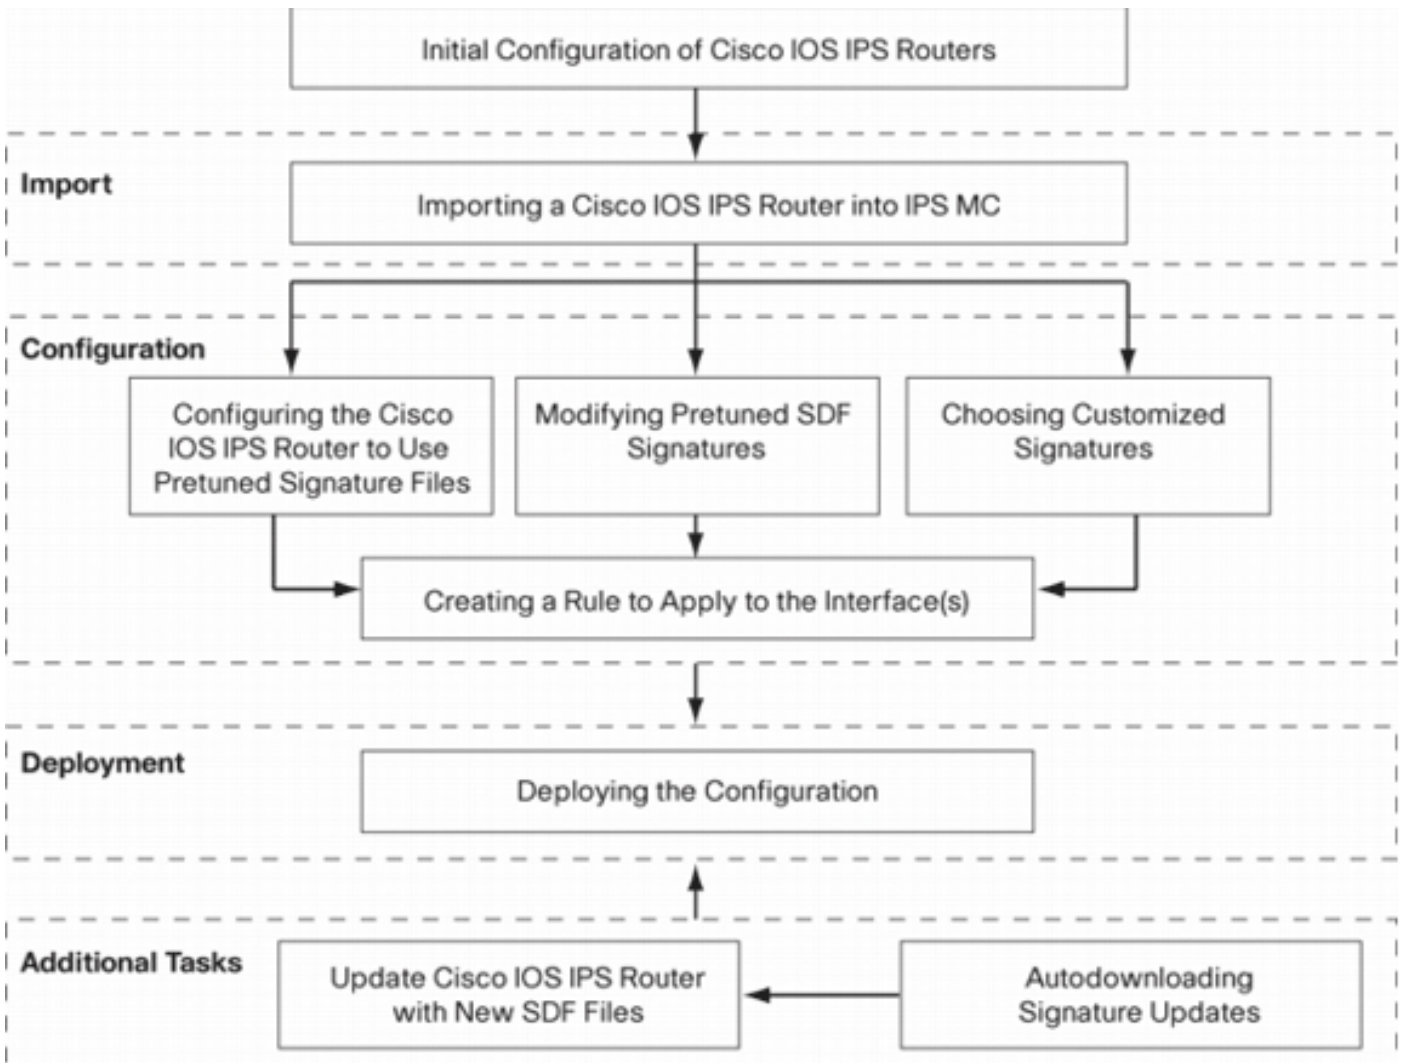 Initial Configuration of Cisco IOS IPS Routers
Import
Importing a Cisco IOS IPS Router into IPS MC
Configuration
Configuring the Cisco
IOS IPS Router to Use
Pretuned Signature Files
Modifying Pretuned SDF
Signatures
Choosing Customized
Signatures
Creating a Rule to Apply to the Interface(s)
Deployment
Deploying the Configuration
Additional Tasks
Update Cisco IOS IPS Router
with New SDF Files
Autodownloading
Signature Updates